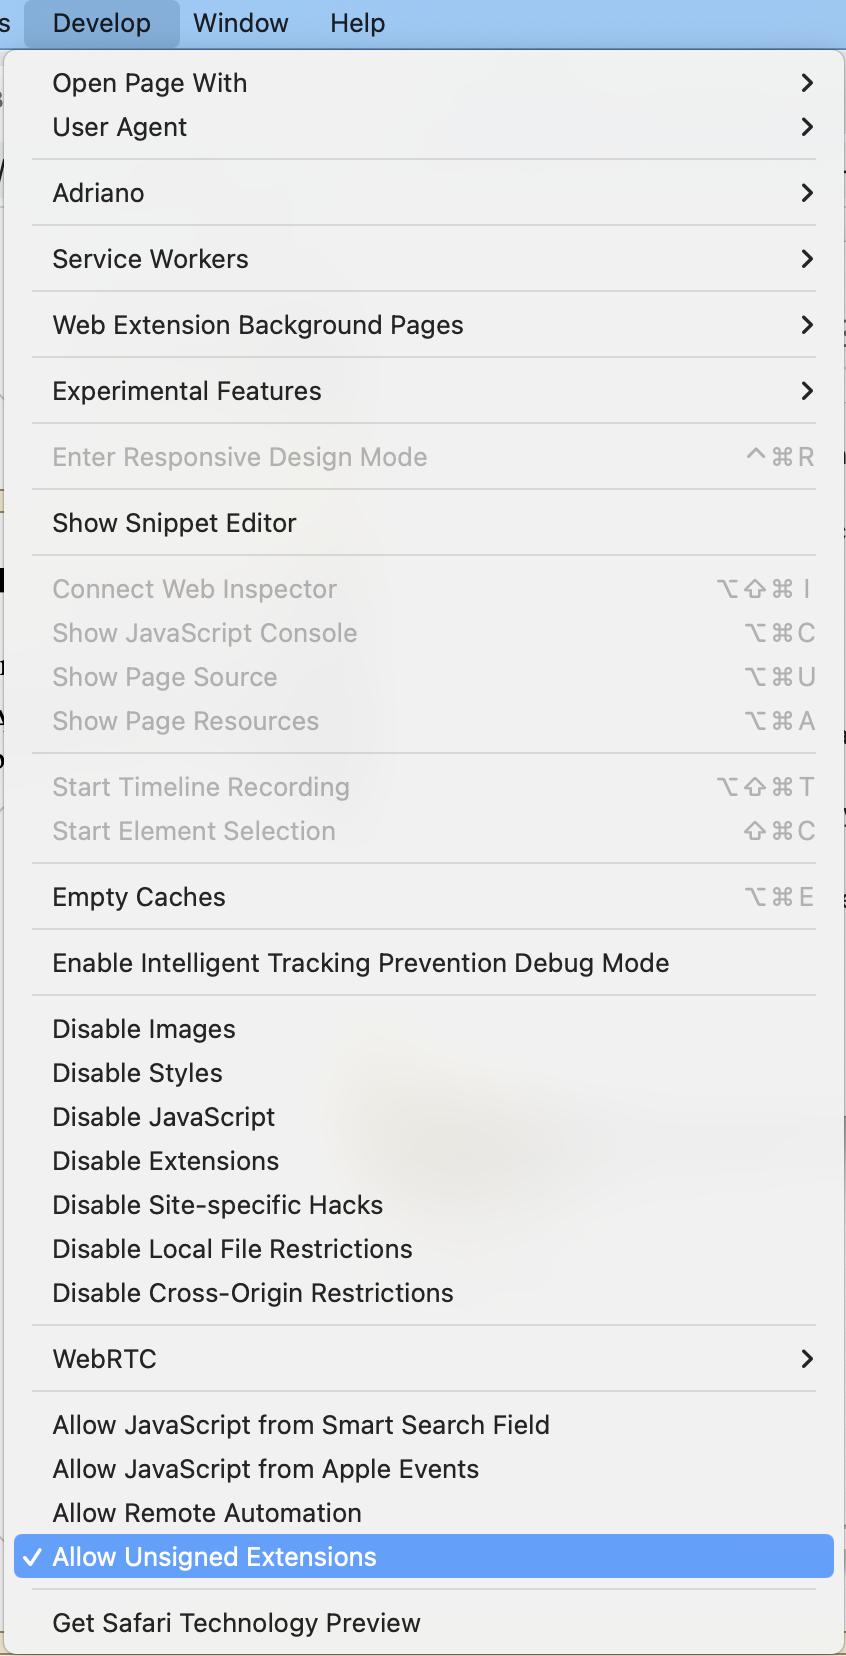 s Develop Window Help
Open Page With
User Agent
Adriano
Service Workers
Web Extension Background Pages
Experimental Features
Enter Responsive Design Mode ^⌘R
Show Snippet Editor
Connect Web Inspector ⌥⇧⌘I
Show JavaScript Console ⌥⌘C
Show Page Source ⌥⌘U
Show Page Resources ⌥⌘A
Start Timeline Recording ⌥⇧⌘T
Start Element Selection ⇧⌘C
Empty Caches ⌥⌘E
Enable Intelligent Tracking Prevention Debug Mode
Disable Images
Disable Styles
Disable JavaScript
Disable Extensions
Disable Site-specific Hacks
Disable Local File Restrictions
Disable Cross-Origin Restrictions
WebRTC
Allow JavaScript from Smart Search Field
Allow JavaScript from Apple Events
Allow Remote Automation
✓ Allow Unsigned Extensions
Get Safari Technology Preview